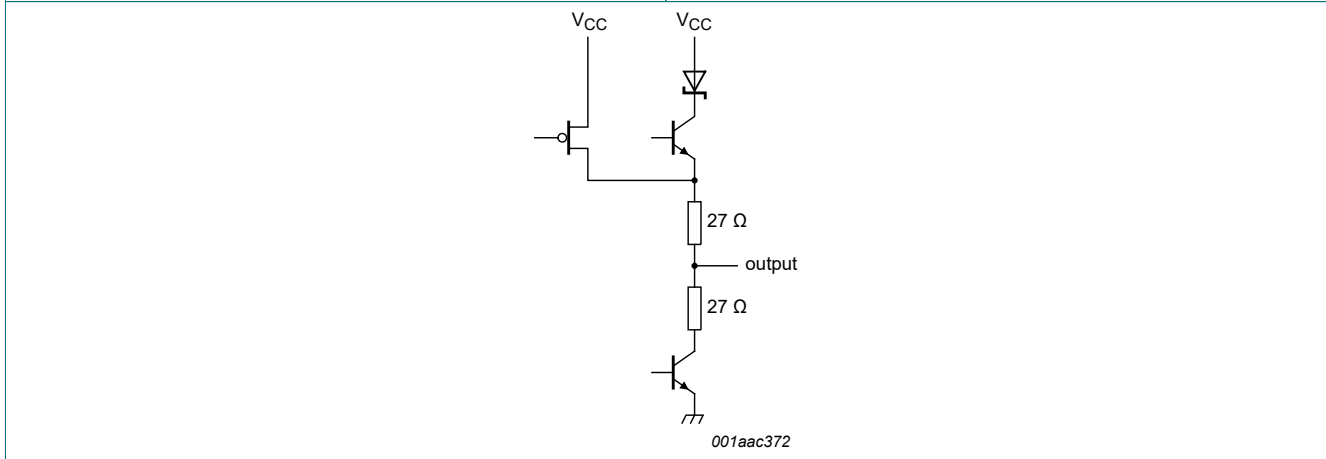 VCC VCC
27 Ω
output
27 Ω
001aac372